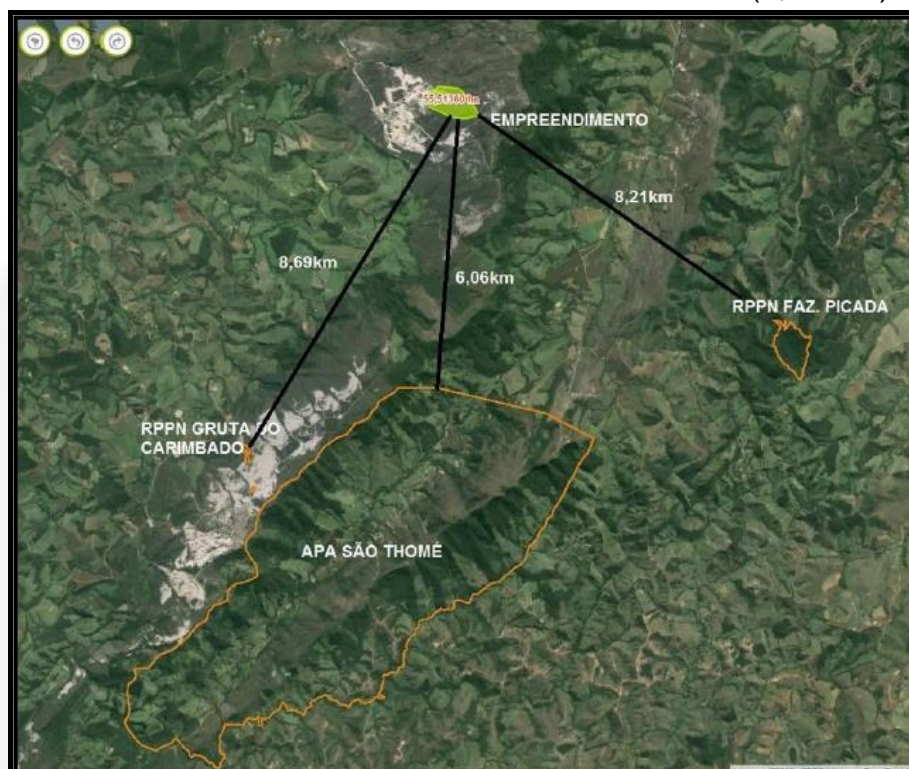 EMPREENDIMENTO
8,21km
8,69km
6,06km
RPPN FAZ. PICADA
RPPN GRUTA DO
CARIMBADO
APA SÃO THOMÉ